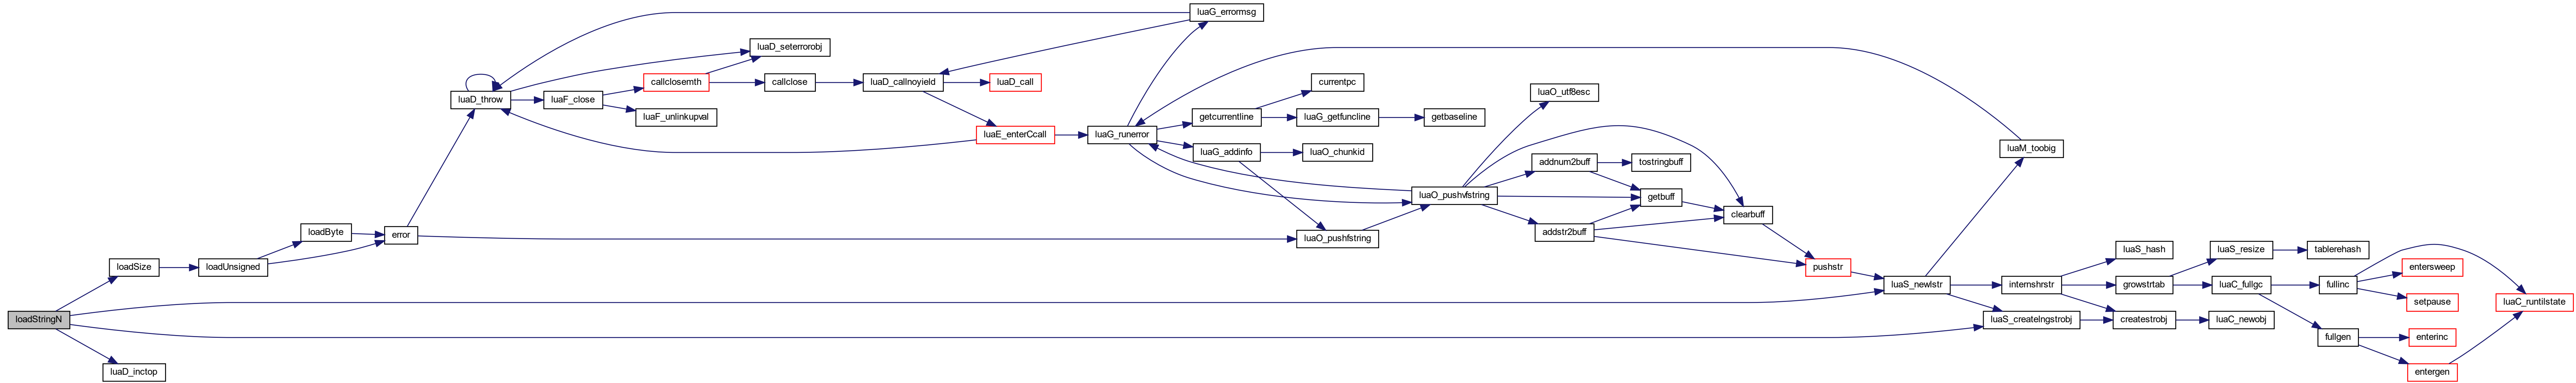 luaG_errormsg
luaD_seterrorobj
callclosemth
callclose
luaD_callnoyield
luaD_call
currentpc
luaO_utf8esc
luaD_throw
luaF_close
luaF_unlinkupval
getcurrentline
luaG_getfuncline
getbaseline
luaE_enterCcall
luaG_runerror
luaG_addinfo
luaO_chunkid
luaM_toobig
addnum2buff
tostringbuff
luaO_pushvfstring
getbuff
clearbuff
loadByte
error
addstr2buff
luaO_pushfstring
luaS_hash
luaS_resize
tablerehash
loadSize
loadUnsigned
pushstr
entersweep
luaS_newlstr
internshrstr
growstrtab
luaC_fullgc
fullinc
setpause
luaC_runtilstate
loadStringN
luaS_createlngstrobj
createstrobj
luaC_newobj
fullgen
enterinc
luaD_inctop
entergen